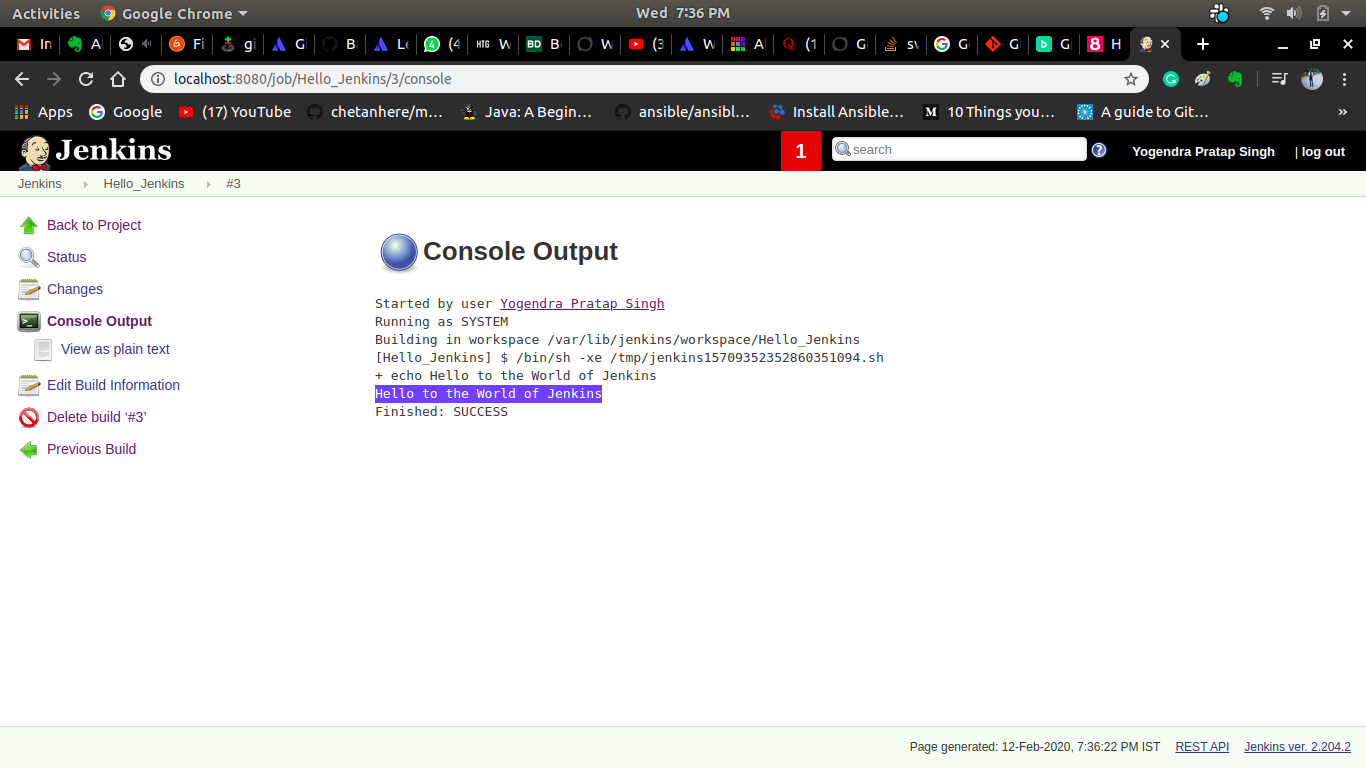 Activities Google Chrome Wed 7:36 PM
In A Fi gi G B Le (4 W B W (3 W A (1 G sv G G G H
localhost:8080/job/Hello_Jenkins/3/console
Apps Google (17) YouTube chetanhere/m... Java: A Begin... ansible/ansibl... Install Ansible... 10 Things you... A guide to Git... »
Jenkins 1 search Yogendra Pratap Singh | log out
Jenkins Hello_Jenkins #3
Back to Project
Status
Changes
Console Output
View as plain text
Edit Build Information
Delete build ‘#3’
Previous Build
Console Output
Started by user Yogendra Pratap Singh
Running as SYSTEM
Building in workspace /var/lib/jenkins/workspace/Hello_Jenkins
[Hello_Jenkins] $ /bin/sh -xe /tmp/jenkins15709352352860351094.sh
+ echo Hello to the World of Jenkins
Hello to the World of Jenkins
Finished: SUCCESS
Page generated: 12-Feb-2020, 7:36:22 PM IST REST API Jenkins ver. 2.204.2